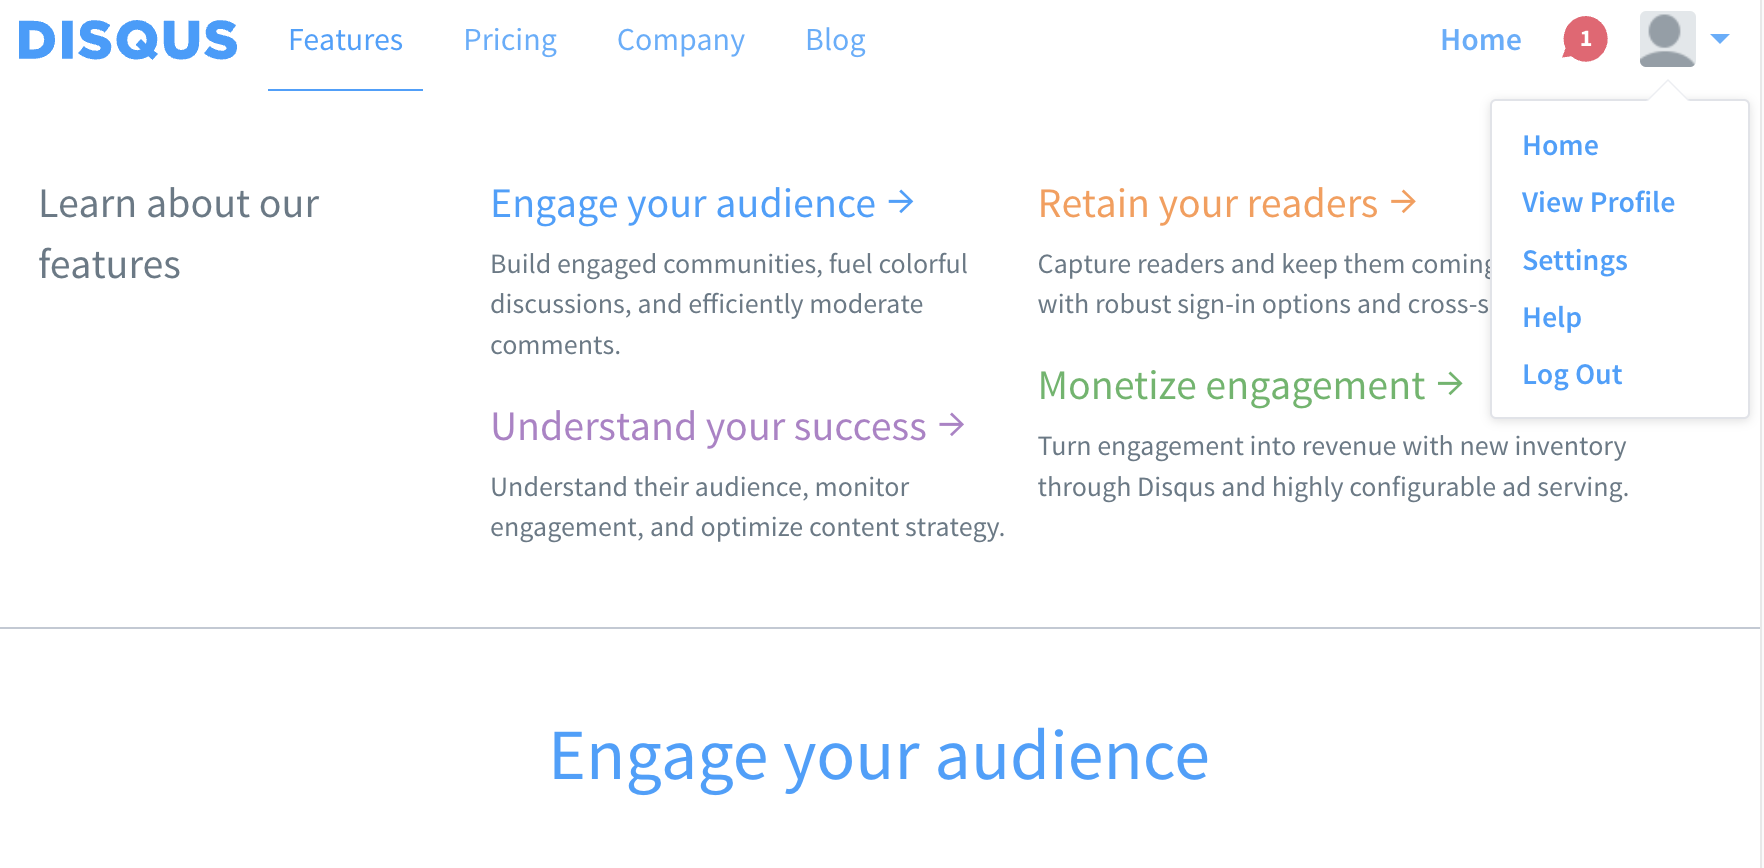 DISQUS
Features
Pricing
Company
Blog
Home
1
Home
View Profile
Settings
Help
Log Out
Learn about our
features
Engage your audience →
Build engaged communities, fuel colorful
discussions, and efficiently moderate
comments.
Understand your success →
Understand their audience, monitor
engagement, and optimize content strategy.
Retain your readers →
Capture readers and keep them coming
with robust sign-in options and cross-s
Monetize engagement →
Turn engagement into revenue with new inventory
through Disqus and highly configurable ad serving.
Engage your audience